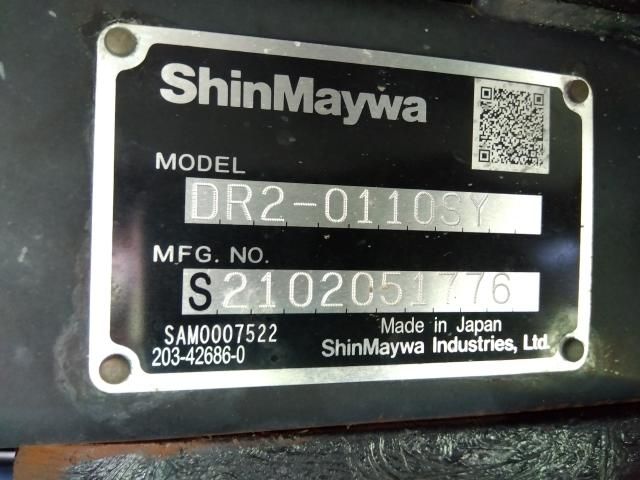 ShinMaywa
MODEL
DR2-0110SY
MFG. NO.
S2102051776
SAM0007522
203-42686-0
Made in Japan
ShinMaywa Industries, Ltd.